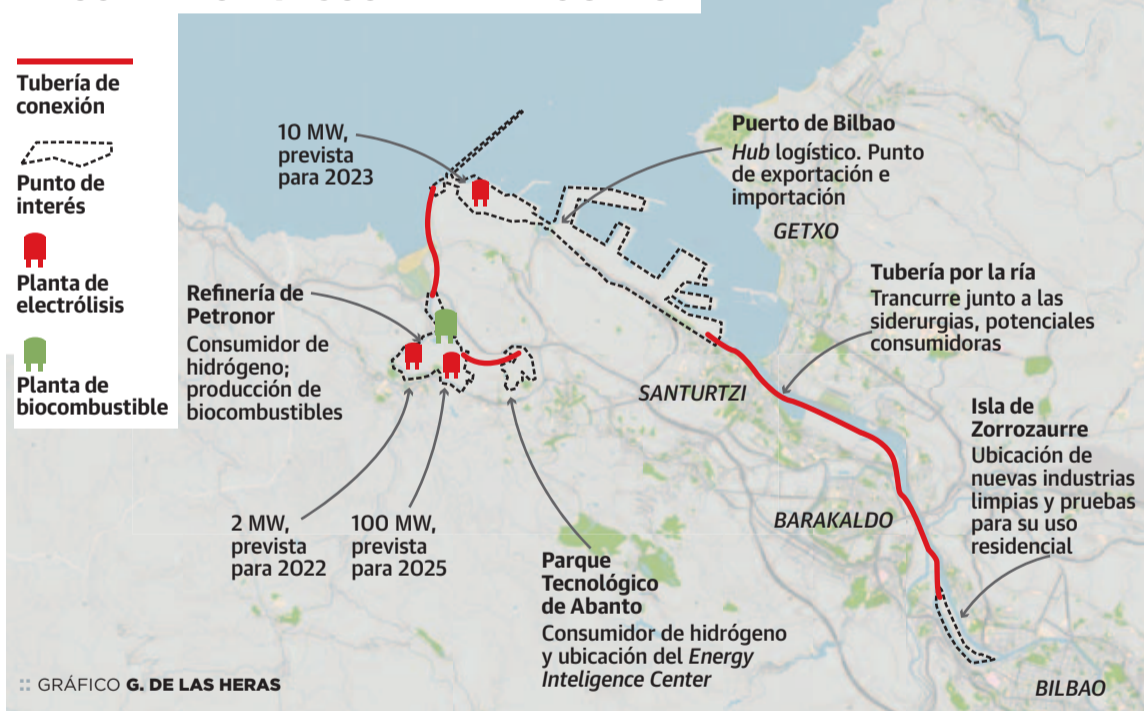 Tubería de
conexión
Punto de
interés
Planta de
electrólisis
Planta de
biocombustible
10 MW,
prevista
para 2023
Puerto de Bilbao
Hub logístico. Punto
de exportación e
importación
GETXO
Refinería de
Petronor
Consumidor de
hidrógeno;
producción de
biocombustibles
Tubería por la ría
Trancurre junto a las
siderurgias, potenciales
consumidoras
SANTURTZI
Isla de
Zorrozaurre
Ubicación de
nuevas industrias
limpias y pruebas
para su uso
residencial
BARAKALDO
2 MW,
prevista
para 2022
100 MW,
prevista
para 2025
Parque
Tecnológico
de Abanto
Consumidor de hidrógeno
y ubicación del Energy
Inteligence Center
BILBAO
:: GRÁFICO G. DE LAS HERAS